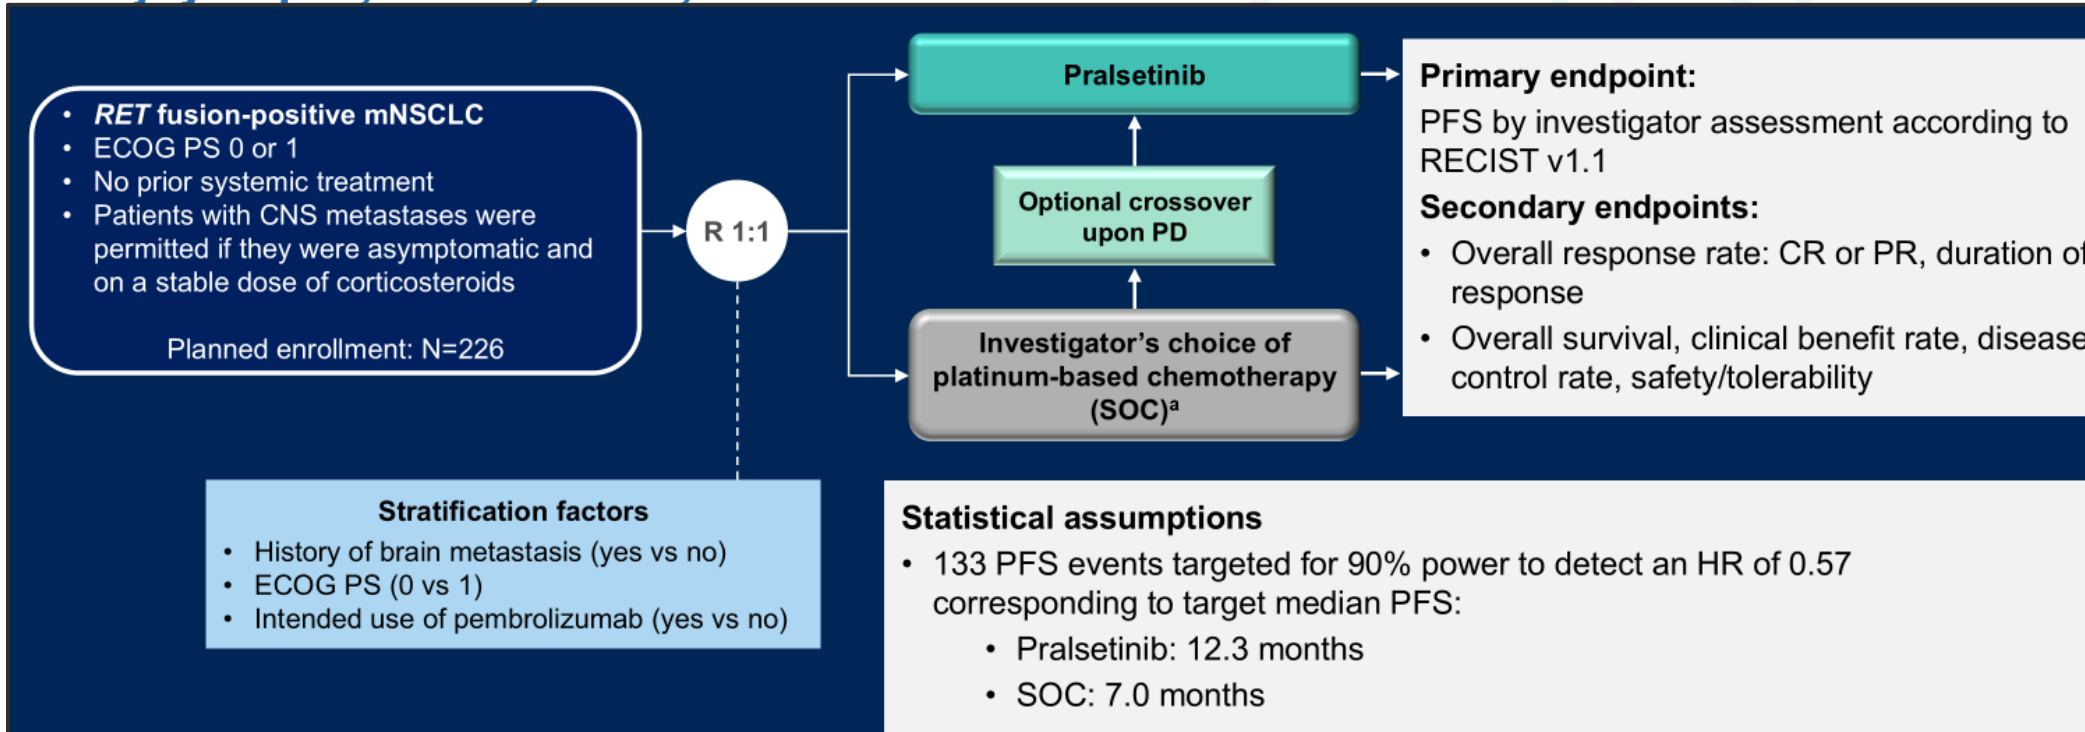 • RET fusion-positive mNSCLC
• ECOG PS 0 or 1
• No prior systemic treatment
• Patients with CNS metastases were
permitted if they were asymptomatic and
on a stable dose of corticosteroids
Planned enrollment: N=226
R 1:1
Stratification factors
• History of brain metastasis (yes vs no)
• ECOG PS (0 vs 1)
• Intended use of pembrolizumab (yes vs no)
Pralsetinib
Optional crossover
upon PD
Investigator’s choice of
platinum-based chemotherapy
(SOC)ᵃ
Primary endpoint:
PFS by investigator assessment according to
RECIST v1.1
Secondary endpoints:
• Overall response rate: CR or PR, duration of
response
• Overall survival, clinical benefit rate, disease
control rate, safety/tolerability
Statistical assumptions
• 133 PFS events targeted for 90% power to detect an HR of 0.57
corresponding to target median PFS:
• Pralsetinib: 12.3 months
• SOC: 7.0 months